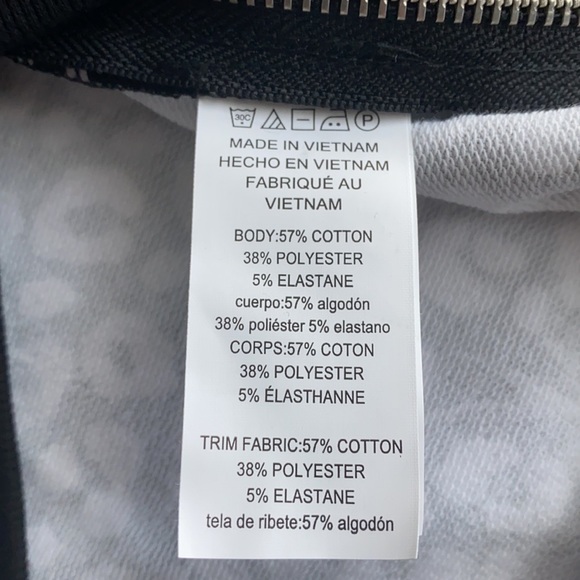 30C P
MADE IN VIETNAM
HECHO EN VIETNAM
FABRIQUÉ AU
VIETNAM
BODY:57% COTTON
38% POLYESTER
5% ELASTANE
cuerpo:57% algodón
38% poliéster 5% elastano
CORPS:57% COTON
38% POLYESTER
5% ÉLASTHANNE
TRIM FABRIC:57% COTTON
38% POLYESTER
5% ELASTANE
tela de ribete:57% algodón